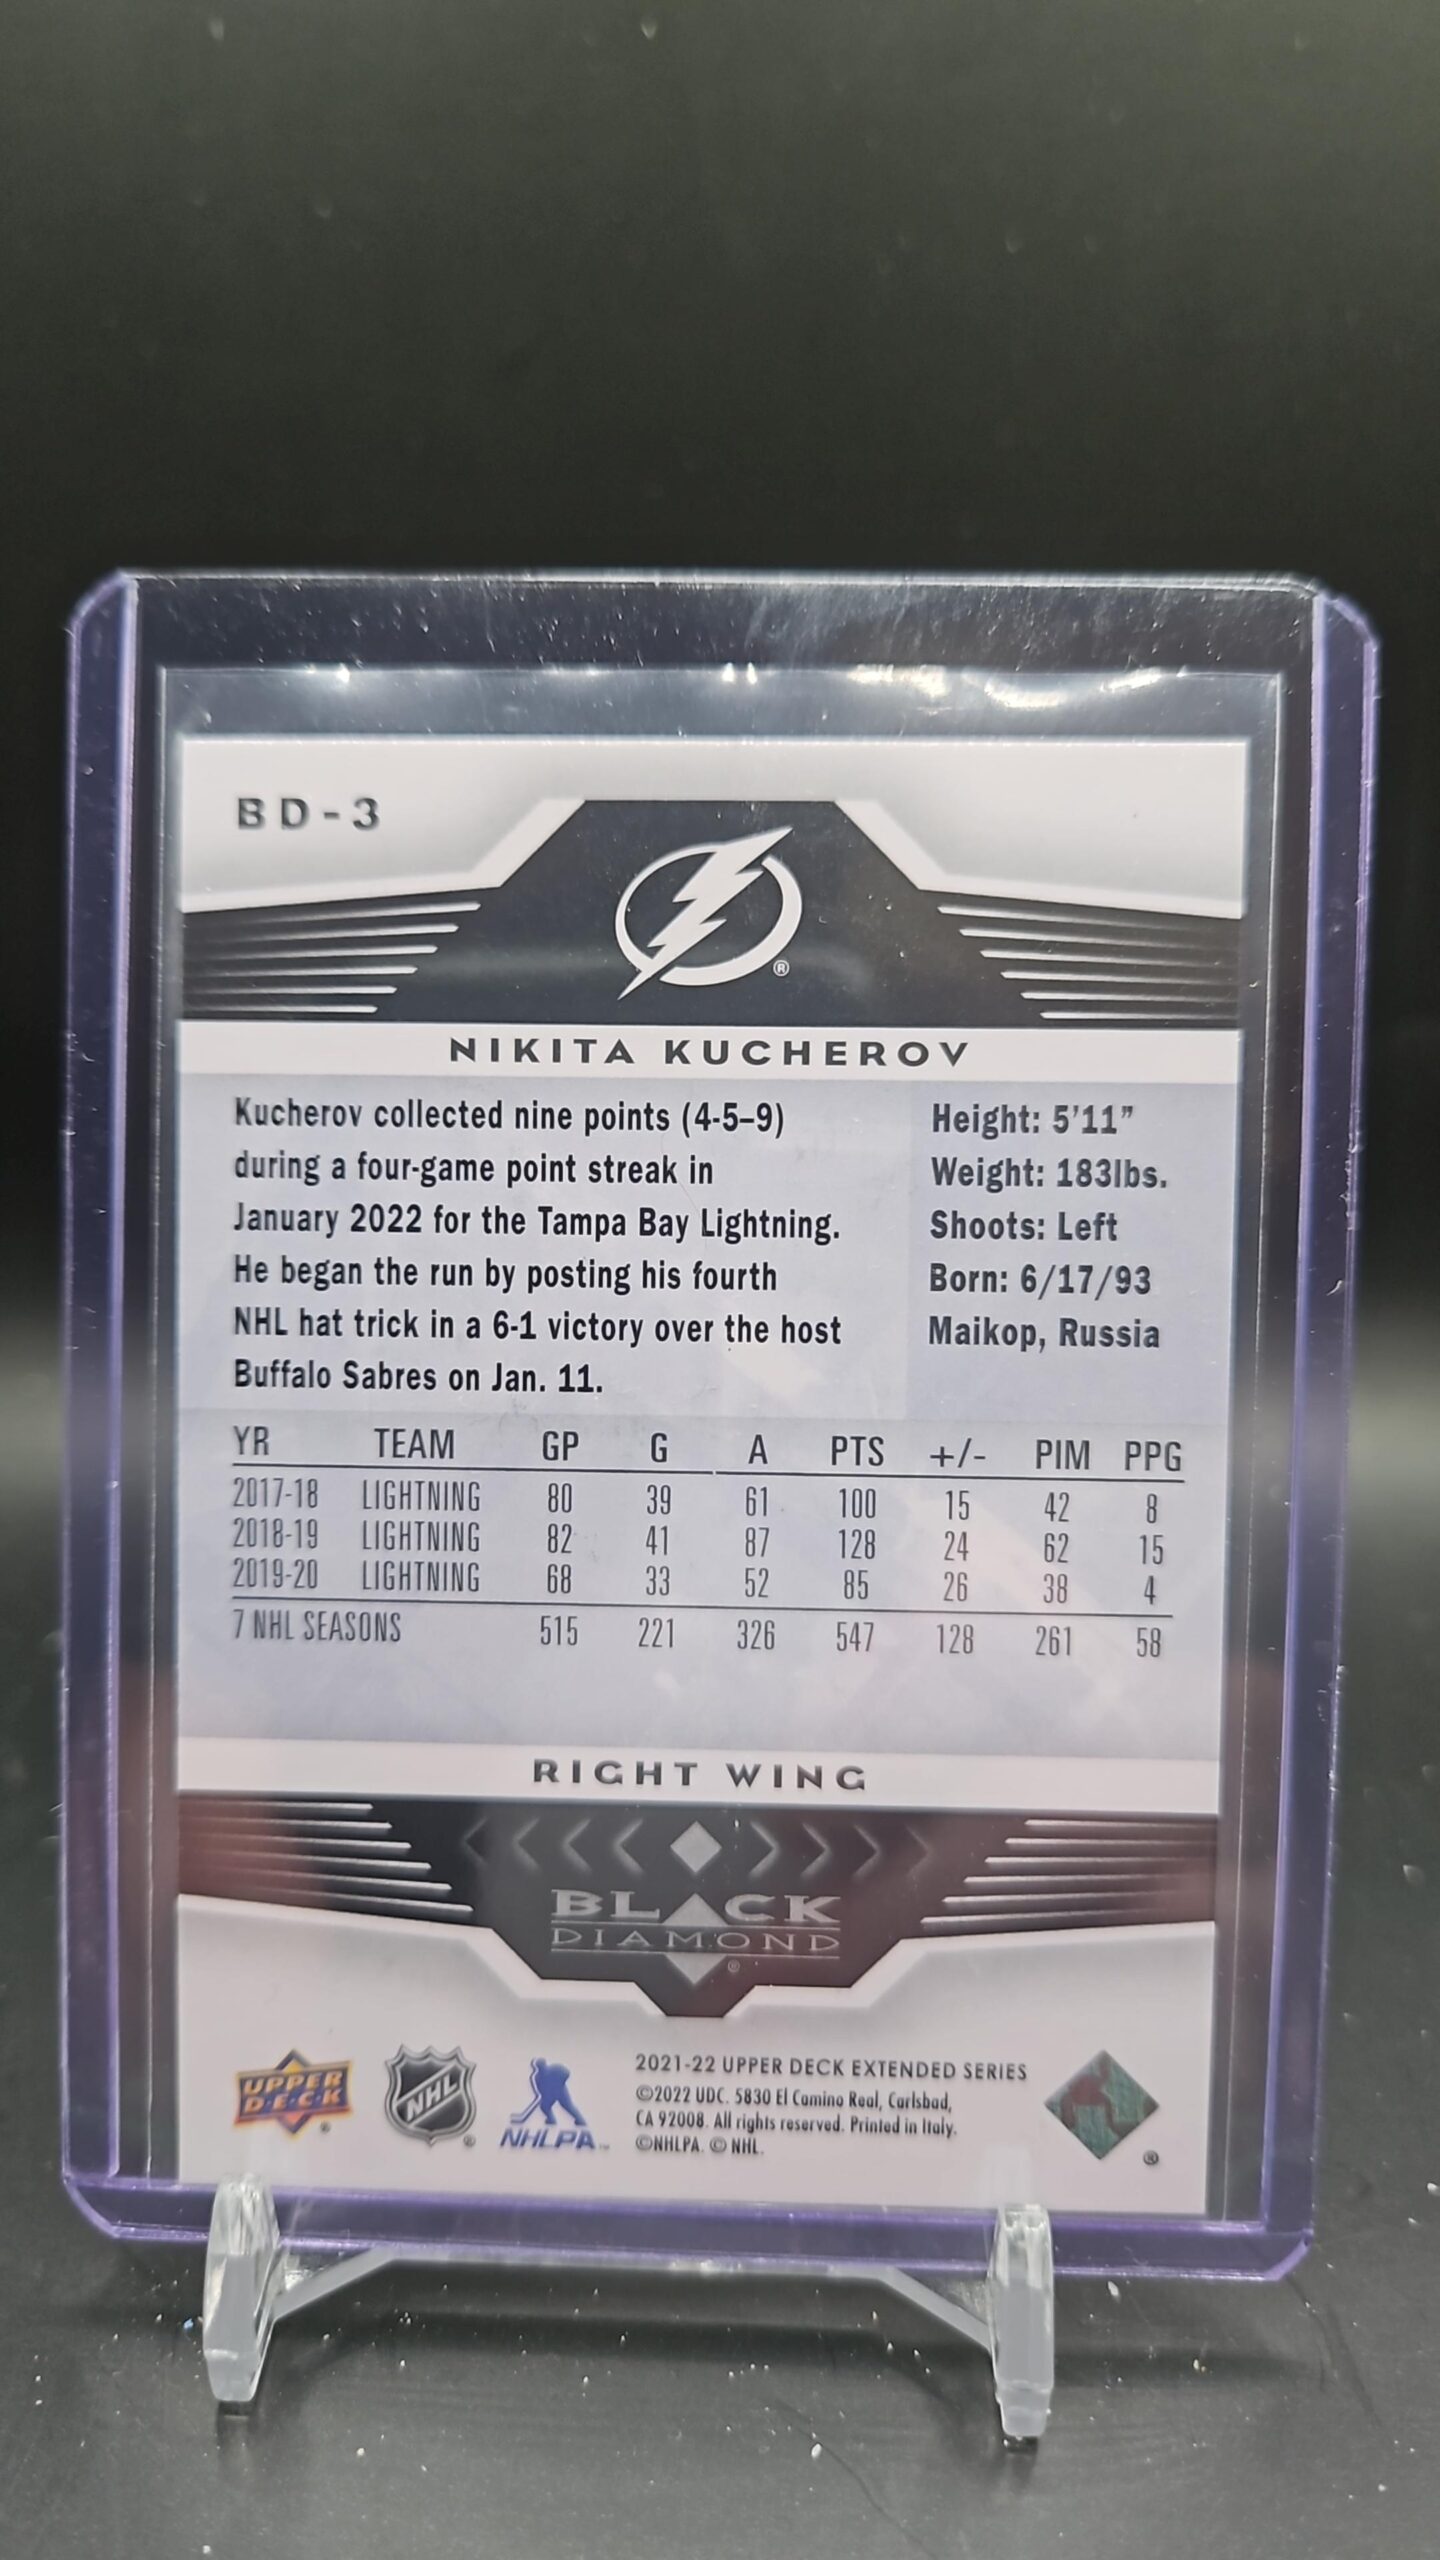 BD-3
®
NIKITA KUCHEROV
Kucherov collected nine points (4-5–9)
during a four-game point streak in
January 2022 for the Tampa Bay Lightning.
He began the run by posting his fourth
NHL hat trick in a 6-1 victory over the host
Buffalo Sabres on Jan. 11.
Height: 5'11”
Weight: 183lbs.
Shoots: Left
Born: 6/17/93
Maikop, Russia
YR TEAM GP G A PTS +/- PIM PPG
2017-18 LIGHTNING 80 39 61 100 15 42 8
2018-19 LIGHTNING 82 41 87 128 24 62 15
2019-20 LIGHTNING 68 33 52 85 26 38 4
7 NHL SEASONS 515 221 326 547 128 261 58
RIGHT WING
BLACK
DIAMOND
®
UPPER
D·E·C·K
®
NHL
®
NHLPA™
2021-22 UPPER DECK EXTENDED SERIES
©2022 UDC. 5830 El Camino Real, Carlsbad,
CA 92008. All rights reserved. Printed in Italy.
©NHLPA. © NHL.
®